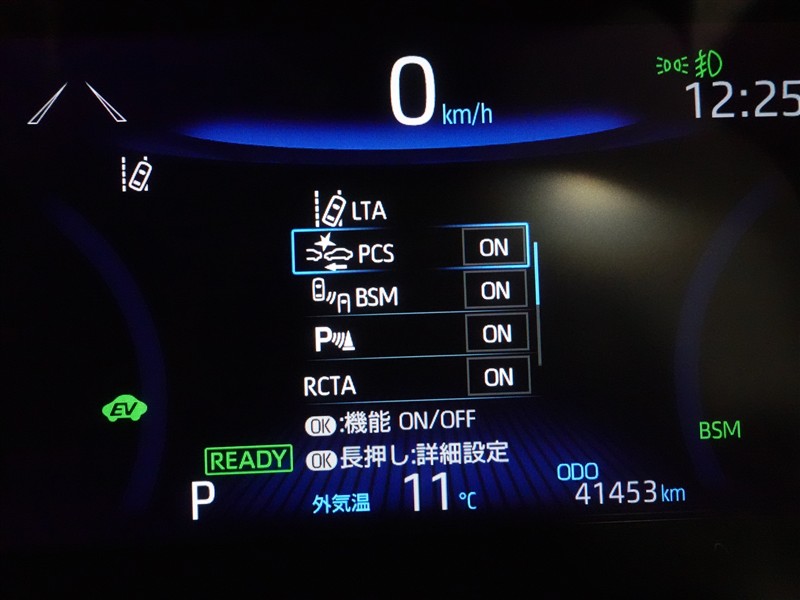 0 km/h
12:25
LTA
PCS ON
BSM ON
P ON
RCTA ON
OK:機能 ON/OFF
OK長押し:詳細設定
EV
BSM
READY
P
外気温 11℃
ODO
41453km